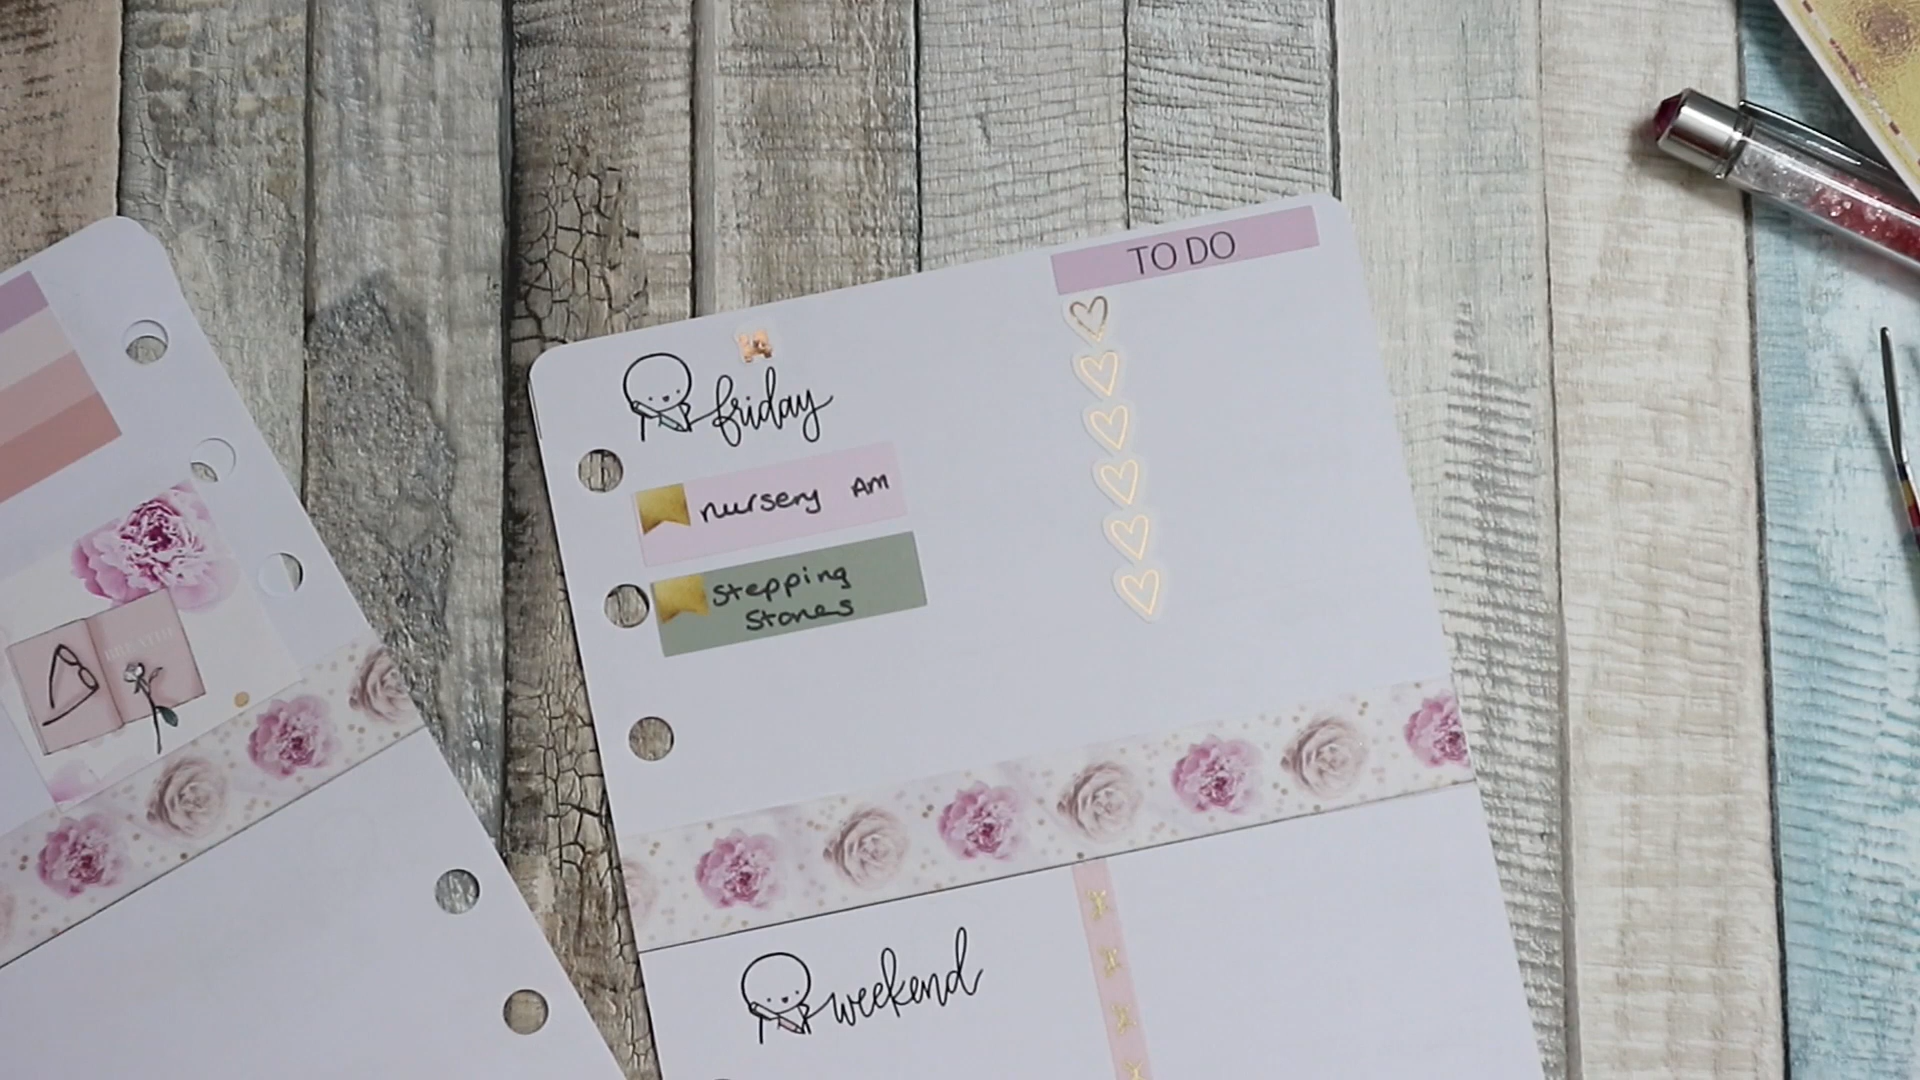 TO DO
friday
nursery AM
Stepping
Stones
weekend